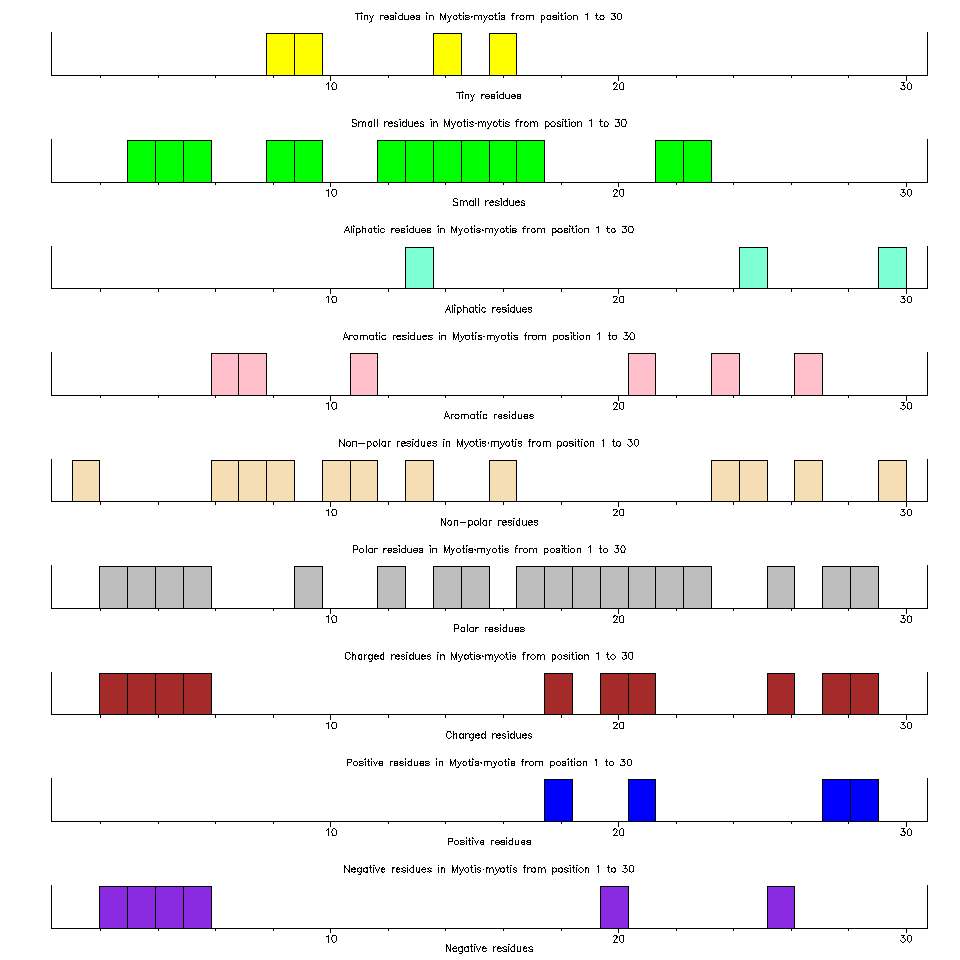 Tiny residues in Myotis-myotis from position 1 to 30
10 20 30
Tiny residues
Small residues in Myotis-myotis from position 1 to 30
10 20 30
Small residues
Aliphatic residues in Myotis-myotis from position 1 to 30
10 20 30
Aliphatic residues
Aromatic residues in Myotis-myotis from position 1 to 30
10 20 30
Aromatic residues
Non-polar residues in Myotis-myotis from position 1 to 30
10 20 30
Non-polar residues
Polar residues in Myotis-myotis from position 1 to 30
10 20 30
Polar residues
Charged residues in Myotis-myotis from position 1 to 30
10 20 30
Charged residues
Positive residues in Myotis-myotis from position 1 to 30
10 20 30
Positive residues
Negative residues in Myotis-myotis from position 1 to 30
10 20 30
Negative residues